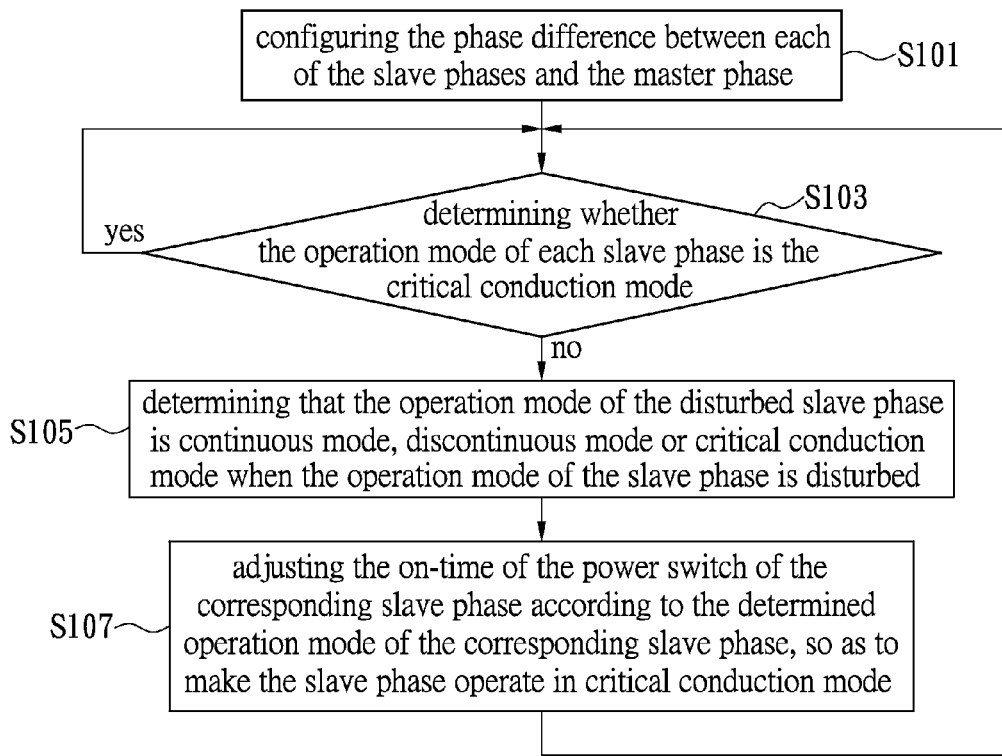 configuring the phase difference between each
of the slave phases and the master phase
S101
S103
determining whether
the operation mode of each slave phase is the
critical conduction mode
yes
no
determining that the operation mode of the disturbed slave phase
is continuous mode, discontinuous mode or critical conduction
mode when the operation mode of the slave phase is disturbed
S105
adjusting the on-time of the power switch of the
corresponding slave phase according to the determined
operation mode of the corresponding slave phase, so as to
make the slave phase operate in critical conduction mode
S107